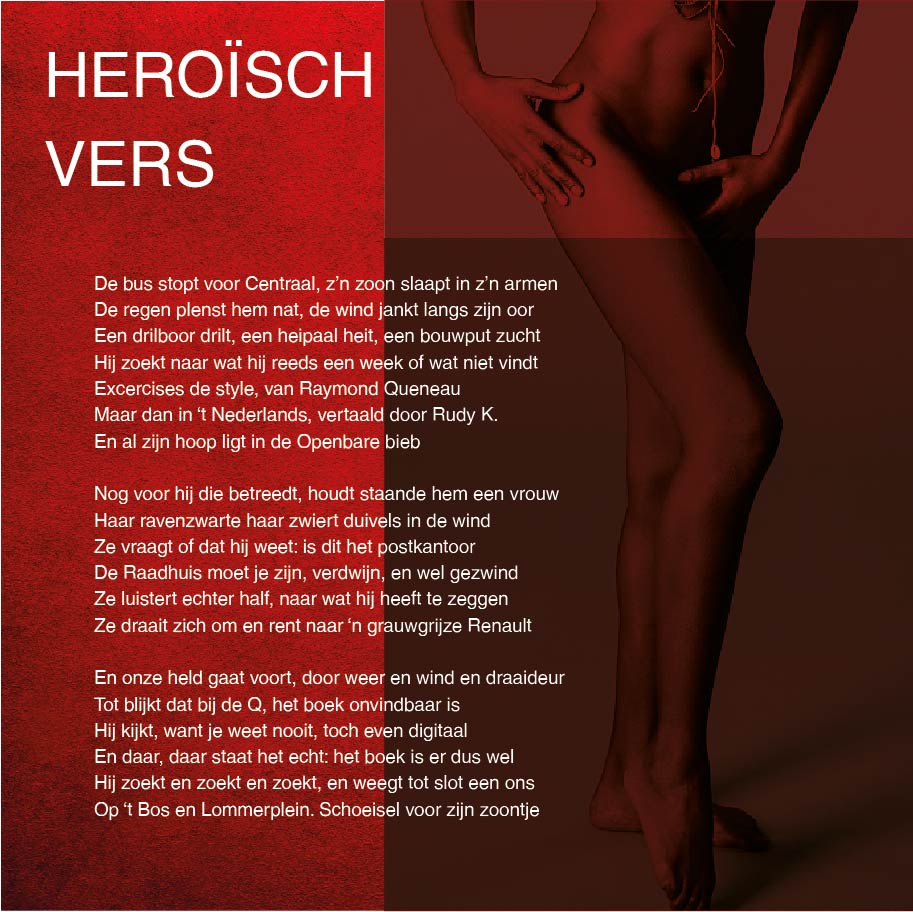 HEROÏSCH
VERS
De bus stopt voor Centraal, z’n zoon slaapt in z’n armen
De regen plenst hem nat, de wind jankt langs zijn oor
Een drilboor drilt, een heipaal heit, een bouwput zucht
Hij zoekt naar wat hij reeds een week of wat niet vindt
Excercises de style, van Raymond Queneau
Maar dan in ‘t Nederlands, vertaald door Rudy K.
En al zijn hoop ligt in de Openbare bieb
Nog voor hij die betreedt, houdt staande hem een vrouw
Haar ravenzwarte haar zwiert duivels in de wind
Ze vraagt of dat hij weet: is dit het postkantoor
De Raadhuis moet je zijn, verdwijn, en wel gezwind
Ze luistert echter half, naar wat hij heeft te zeggen
Ze draait zich om en rent naar ‘n grauwgrijze Renault
En onze held gaat voort, door weer en wind en draaideur
Tot blijkt dat bij de Q, het boek onvindbaar is
Hij kijkt, want je weet nooit, toch even digitaal
En daar, daar staat het echt: het boek is er dus wel
Hij zoekt en zoekt en zoekt, en weegt tot slot een ons
Op ‘t Bos en Lommerplein. Schoeisel voor zijn zoontje